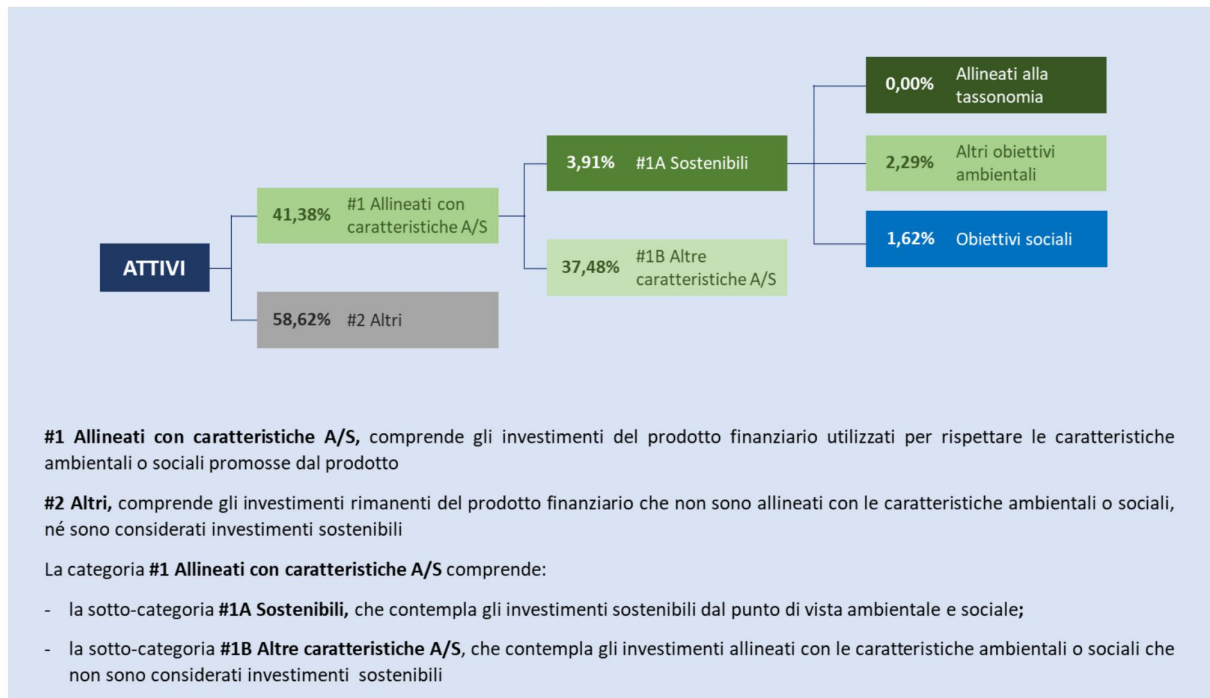 0,00% Allineati alla
tassonomia
3,91% #1A Sostenibili
2,29% Altri obiettivi
ambientali
41,38% #1 Allineati con
caratteristiche A/S
1,62% Obiettivi sociali
ATTIVI
37,48% #1B Altre
caratteristiche A/S
58,62% #2 Altri
#1 Allineati con caratteristiche A/S, comprende gli investimenti del prodotto finanziario utilizzati per rispettare le caratteristiche
ambientali o sociali promosse dal prodotto
#2 Altri, comprende gli investimenti rimanenti del prodotto finanziario che non sono allineati con le caratteristiche ambientali o sociali,
né sono considerati investimenti sostenibili
La categoria #1 Allineati con caratteristiche A/S comprende:
- la sotto-categoria #1A Sostenibili, che contempla gli investimenti sostenibili dal punto di vista ambientale e sociale;
- la sotto-categoria #1B Altre caratteristiche A/S, che contempla gli investimenti allineati con le caratteristiche ambientali o sociali che
non sono considerati investimenti sostenibili